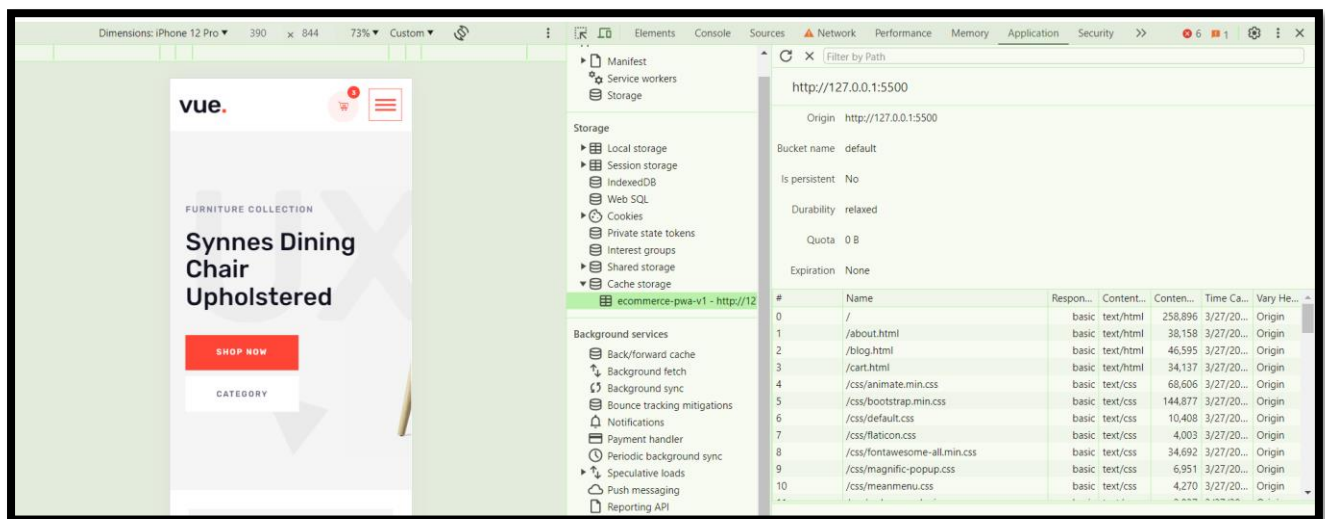 Dimensions: iPhone 12 Pro ▼ 390 × 844 73% ▼ Custom ▼
Elements Console Sources Network Performance Memory Application Security >> 6 1
vue.
3
UX
FURNITURE COLLECTION
Synnes Dining
Chair
Upholstered
SHOP NOW
CATEGORY
Manifest
Service workers
Storage
Storage
Local storage
Session storage
IndexedDB
Web SQL
Cookies
Private state tokens
Interest groups
Shared storage
Cache storage
ecommerce-pwa-v1 - http://12
Background services
Back/forward cache
Background fetch
Background sync
Bounce tracking mitigations
Notifications
Payment handler
Periodic background sync
Speculative loads
Push messaging
Reporting API
Filter by Path
http://127.0.0.1:5500
Origin http://127.0.0.1:5500
Bucket name default
Is persistent No
Durability relaxed
Quota 0 B
Expiration None
# Name Respon... Content... Conten... Time Ca... Vary He...
0 / basic text/html 258,896 3/27/20... Origin
1 /about.html basic text/html 38,158 3/27/20... Origin
2 /blog.html basic text/html 46,595 3/27/20... Origin
3 /cart.html basic text/html 34,137 3/27/20... Origin
4 /css/animate.min.css basic text/css 68,606 3/27/20... Origin
5 /css/bootstrap.min.css basic text/css 144,877 3/27/20... Origin
6 /css/default.css basic text/css 10,408 3/27/20... Origin
7 /css/flaticon.css basic text/css 4,003 3/27/20... Origin
8 /css/fontawesome-all.min.css basic text/css 34,692 3/27/20... Origin
9 /css/magnific-popup.css basic text/css 6,951 3/27/20... Origin
10 /css/meanmenu.css basic text/css 4,270 3/27/20... Origin